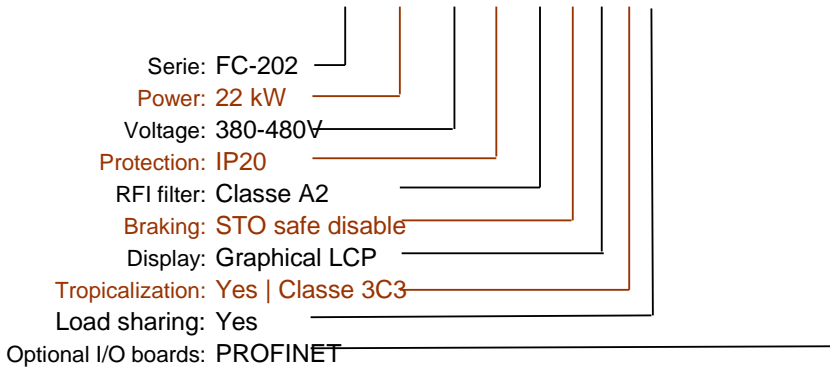 Serie: FC-202
Power: 22 kW
Voltage: 380-480V
Protection: IP20
RFI filter: Classe A2
Braking: STO safe disable
Display: Graphical LCP
Tropicalization: Yes | Classe 3C3
Load sharing: Yes
Optional I/O boards: PROFINET